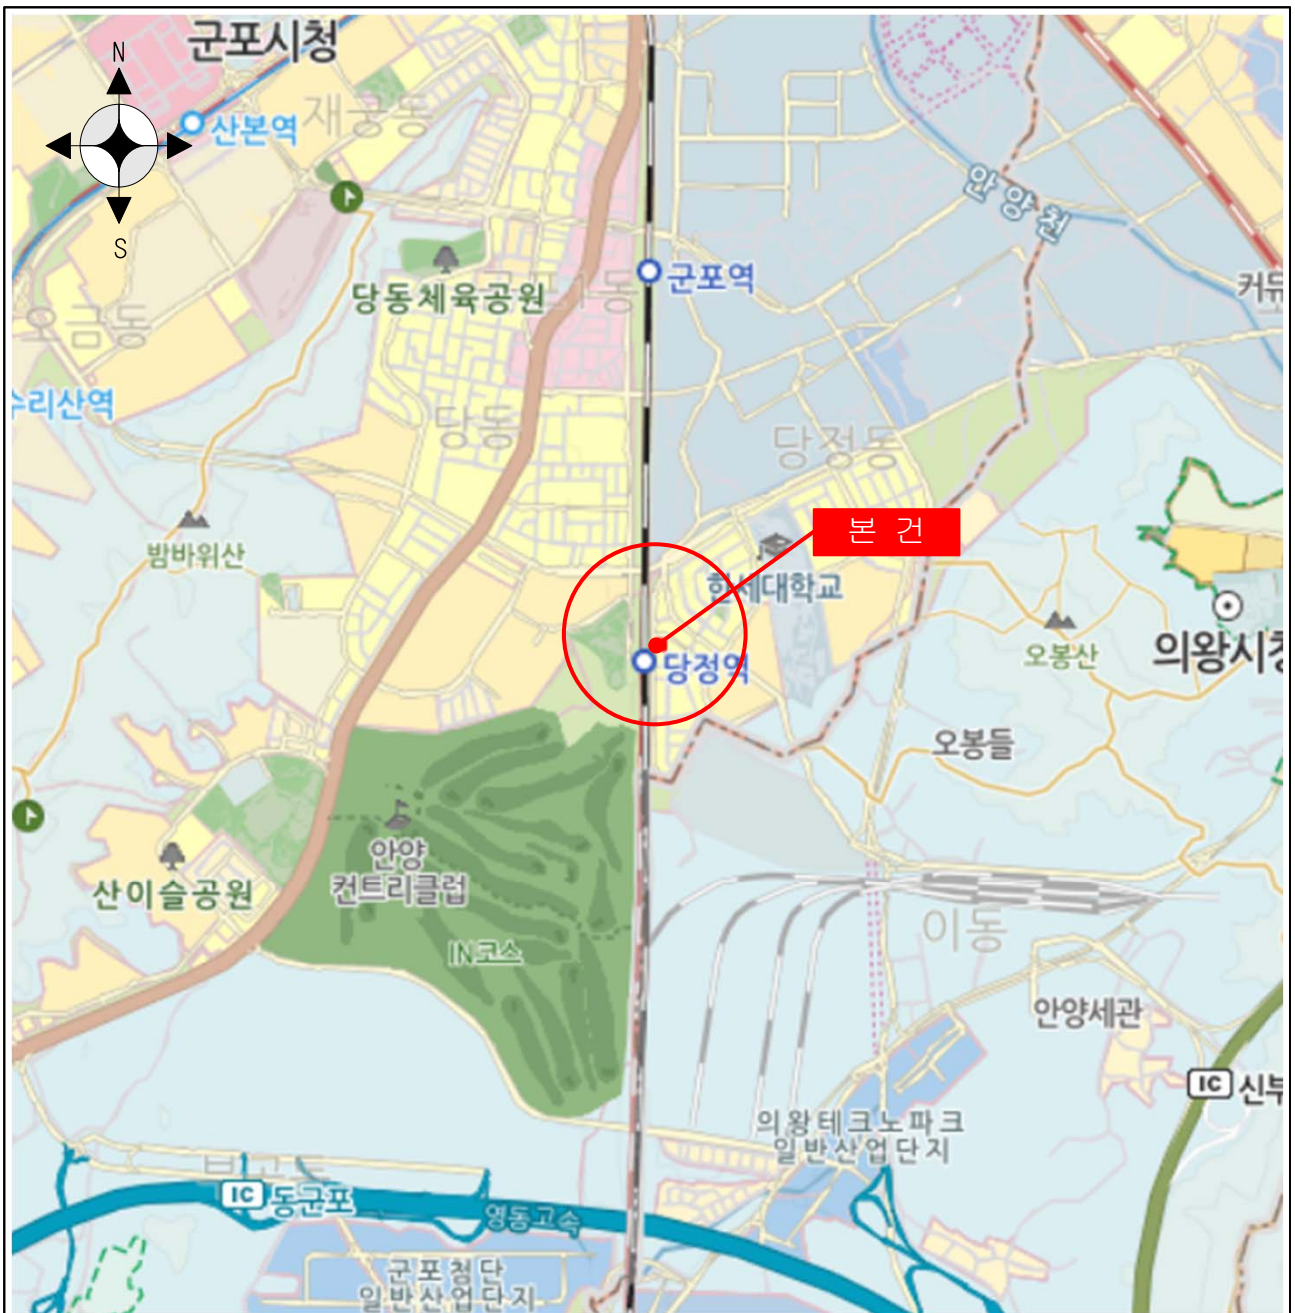 군포시청
N
재궁동
산본역
안양천
S
군포역
당동체육공원
커뮤
오금동
수리산역
당동
당정동
본 건
밤바위산
한세대학교
오봉산
의왕시청
당정역
오봉들
안양
컨트리클럽
산이슬공원
IN코스
이동
안양세관
IC 신부
의왕테크노파크
일반산업단지
IC 동군포
영동고속
군포첨단
일반산업단지